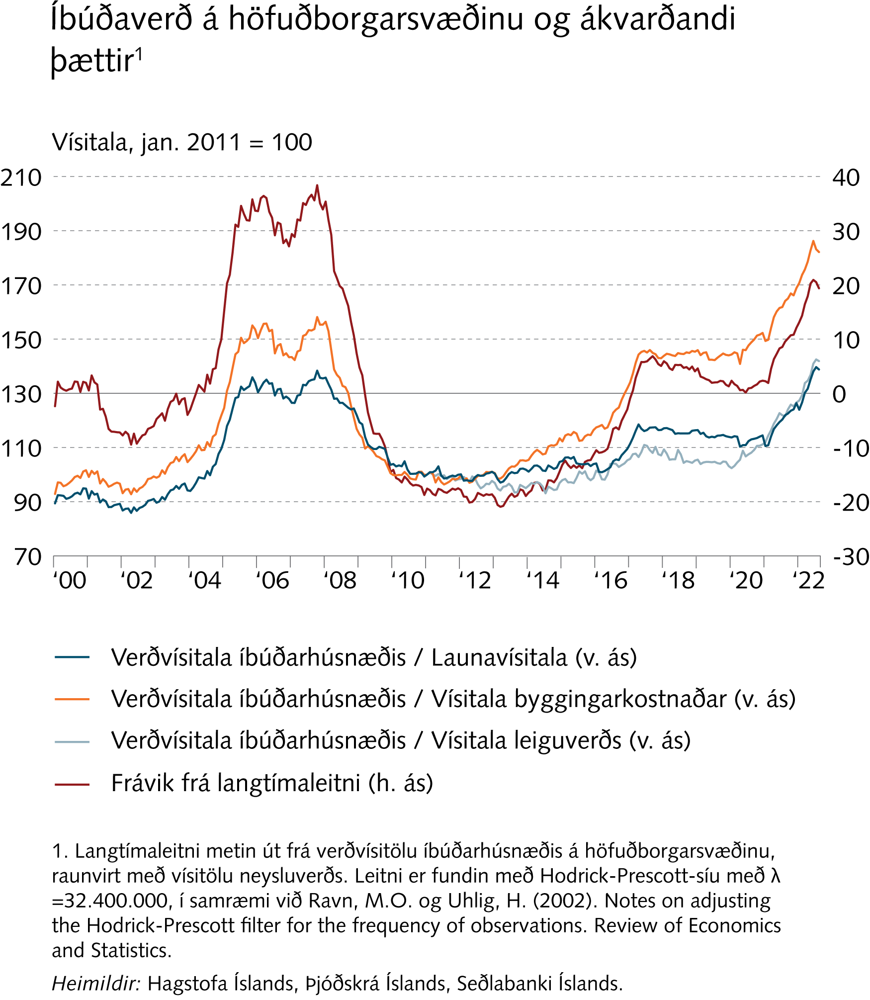 Íbúðaverð á höfuðborgarsvæðinu og ákvarðandi
þættir¹
Vísitala, jan. 2011 = 100
210 40
190 30
170 20
150 10
130 0
110 -10
90 -20
70 -30
‘00 ‘02 ‘04 ‘06 ‘08 ‘10 ‘12 ‘14 ‘16 ‘18 ‘20 ‘22
Verðvísitala íbúðarhúsnæðis / Launavísitala (v. ás)
Verðvísitala íbúðarhúsnæðis / Vísitala byggingarkostnaðar (v. ás)
Verðvísitala íbúðarhúsnæðis / Vísitala leiguverðs (v. ás)
Frávik frá langtímaleitni (h. ás)
1. Langtímaleitni metin út frá verðvísitölu íbúðarhúsnæðis á höfuðborgarsvæðinu,
raunvirt með vísitölu neysluverðs. Leitni er fundin með Hodrick-Prescott-síu með λ
=32.400.000, í samræmi við Ravn, M.O. og Uhlig, H. (2002). Notes on adjusting
the Hodrick-Prescott filter for the frequency of observations. Review of Economics
and Statistics.
Heimildir: Hagstofa Íslands, Þjóðskrá Íslands, Seðlabanki Íslands.